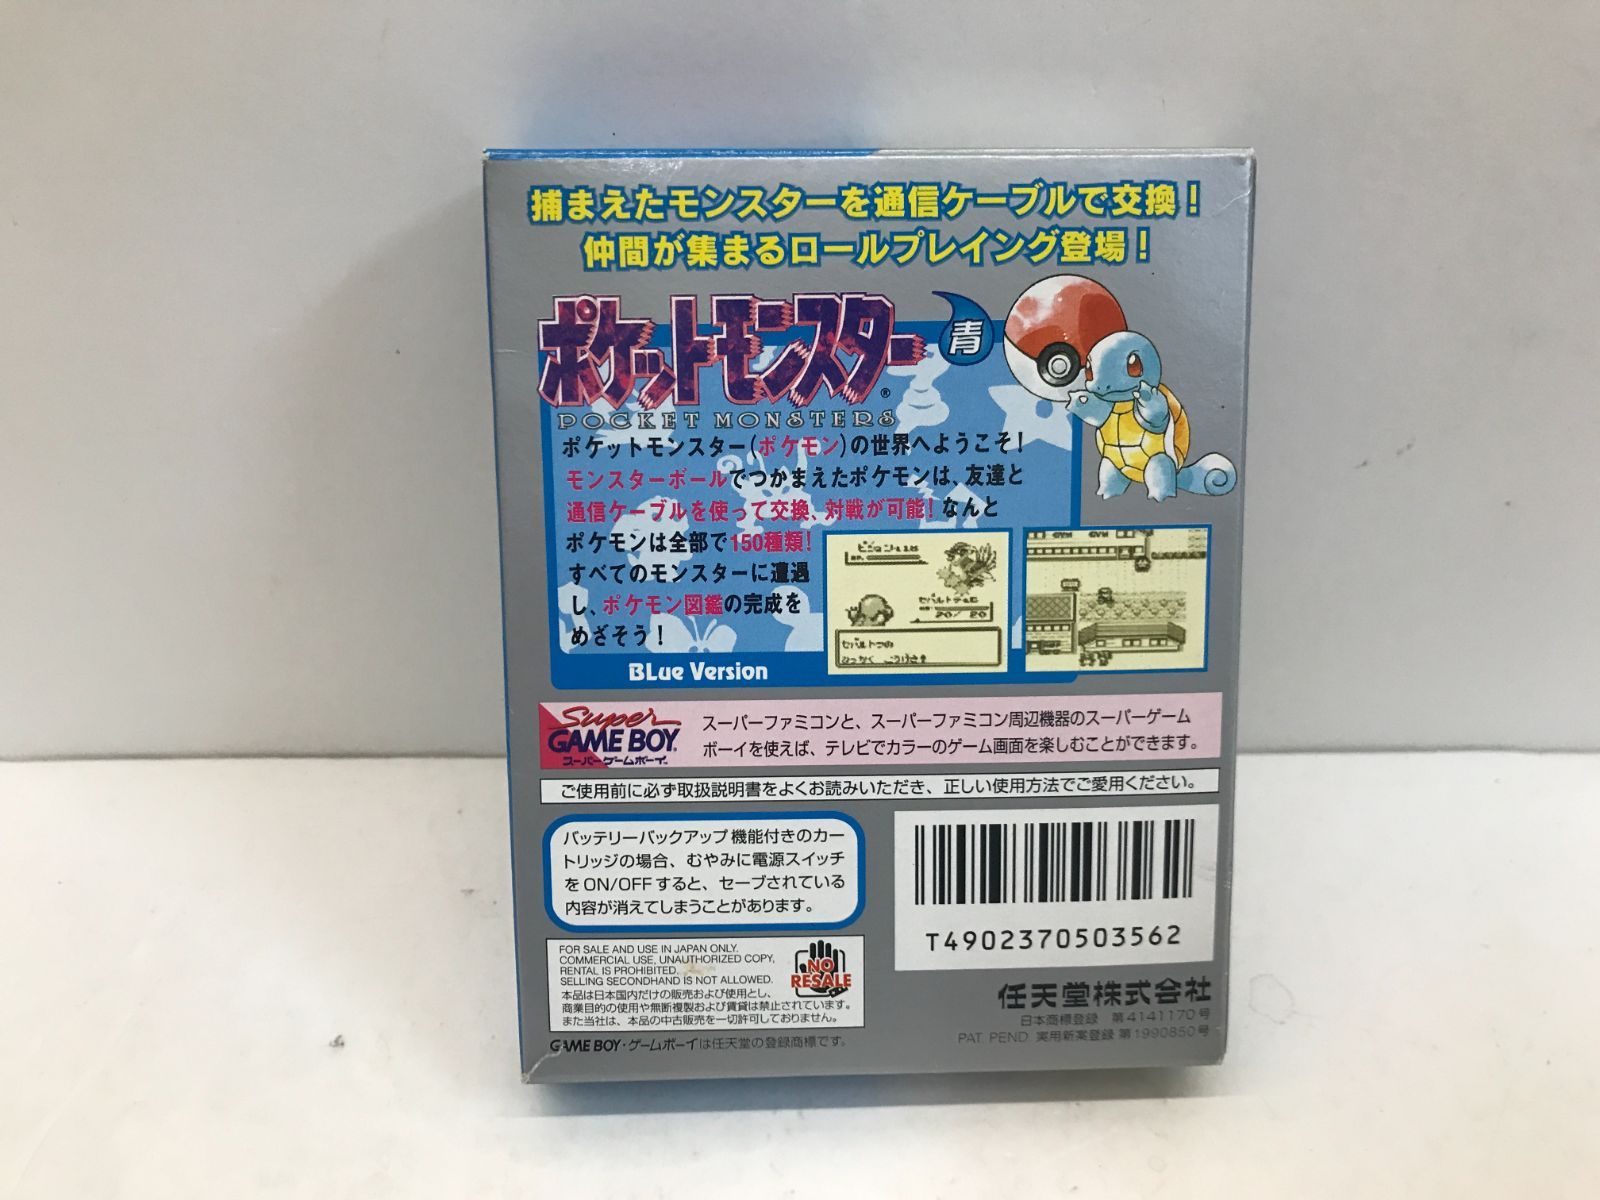 捕まえたモンスターを通信ケーブルで交換！
仲間が集まるロールプレイング登場！
ポケットモンスター®
青
POCKET MONSTERS
ポケットモンスター(ポケモン)の世界へようこそ！
モンスターボールでつかまえたポケモンは、友達と
通信ケーブルを使って交換、対戦が可能！なんと
ポケモンは全部で150種類！
すべてのモンスターに遭遇
し、ポケモン図鑑の完成を
めざそう！
20/ 20
BLue Version
Super
GAME BOY
スーパーゲームボーイ
スーパーファミコンと、スーパーファミコン周辺機器のスーパーゲーム
ボーイを使えば、テレビでカラーのゲーム画面を楽しむことができます。
ご使用前に必ず取扱説明書をよくお読みいただき、正しい使用方法でご愛用ください。
バッテリーバックアップ機能付きのカー
トリッジの場合、むやみに電源スイッチ
をON/OFFすると、セーブされている
内容が消えてしまうことがあります。
T4902370503562
FOR SALE AND USE IN JAPAN ONLY.
COMMERCIAL USE, UNAUTHORIZED COPY,
RENTAL IS PROHIBITED.
SELLING SECONDHAND IS NOT ALLOWED.
NO
RESALE
本品は日本国内だけの販売および使用とし、
商業目的の使用や無断複製および賃貸は禁止されています。
また当社は、本品の中古販売を一切許可しておりません。
GAME BOY・ゲームボーイは任天堂の登録商標です。
任天堂株式会社
日本商標登録 第4141170号
PAT. PEND. 実用新案登録 第1990850号